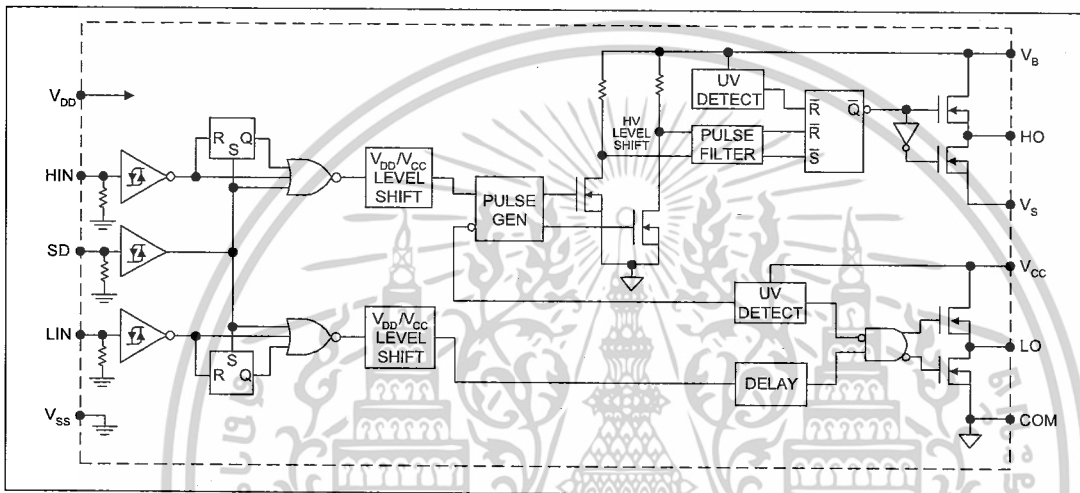 V_DD
HIN
SD
LIN
V_SS
R Q
S
S
R Q
V_DD/V_CC
LEVEL
SHIFT
V_DD/V_CC
LEVEL
SHIFT
PULSE
GEN
HV
LEVEL
SHIFT
UV
DETECT
PULSE
FILTER
R̅ Q̅
R̅
S̅
UV
DETECT
DELAY
V_B
HO
V_S
V_CC
LO
COM